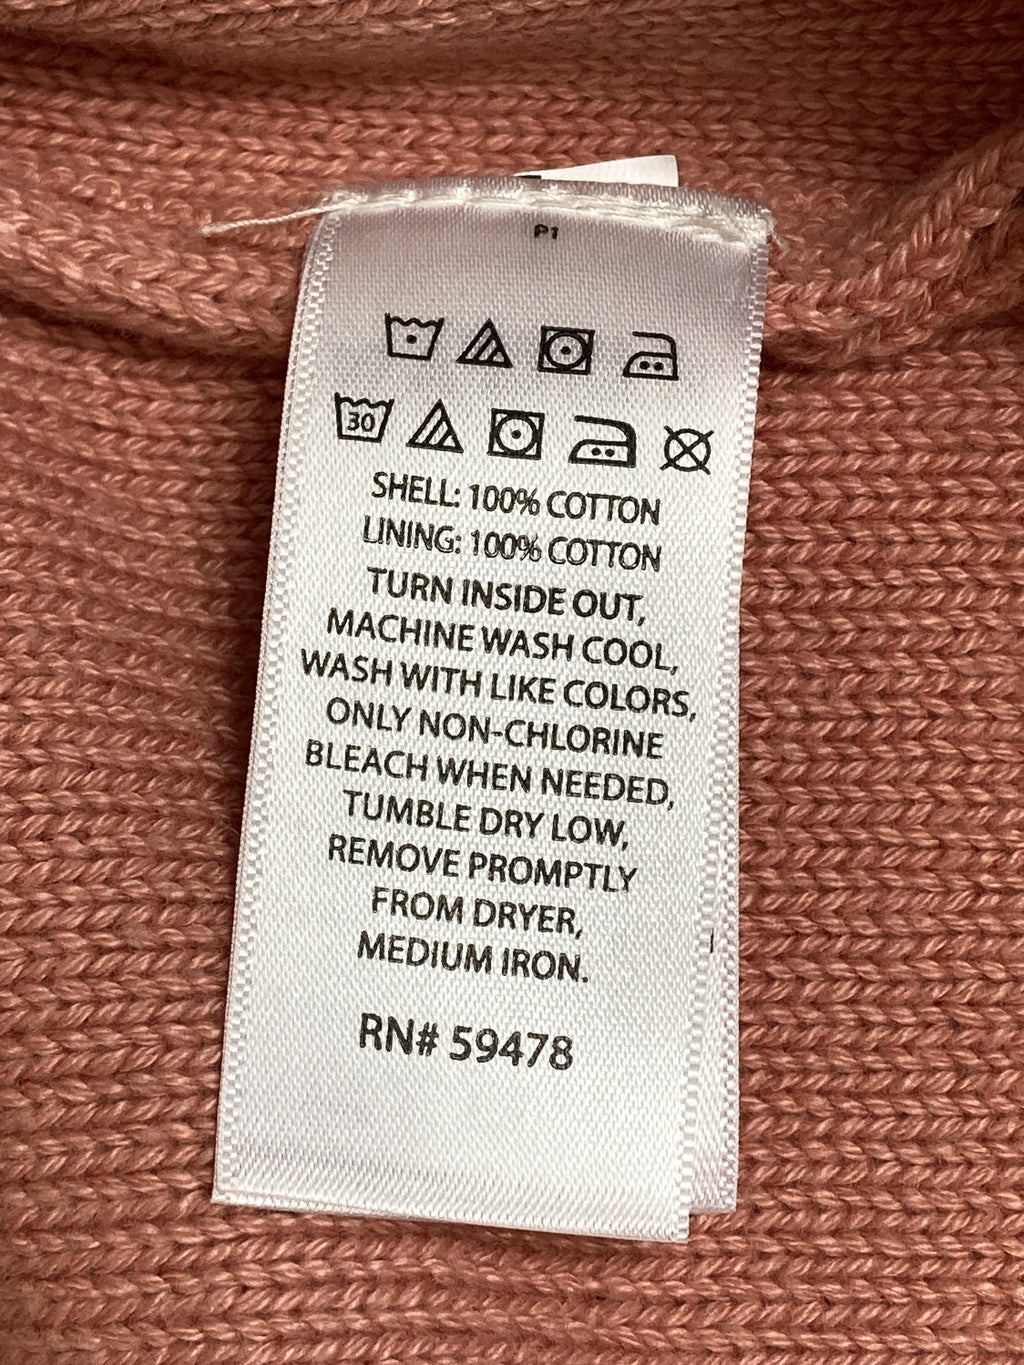 P1
30
SHELL: 100% COTTON
LINING: 100% COTTON
TURN INSIDE OUT,
MACHINE WASH COOL,
WASH WITH LIKE COLORS,
ONLY NON-CHLORINE
BLEACH WHEN NEEDED,
TUMBLE DRY LOW,
REMOVE PROMPTLY
FROM DRYER,
MEDIUM IRON.
RN# 59478